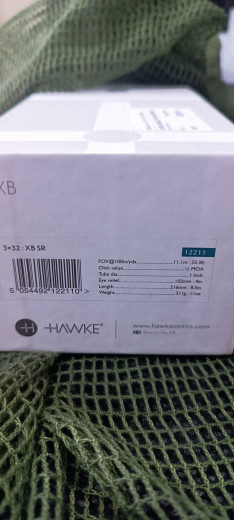 XB
3×32 : XB SR
12211
FOV@100m/yds 11.1m : 33.3ft
Click value ½ MOA
Tube dia. 1 inch
Eye relief 102mm : 4in
Length 216mm : 8.5in
Weight 311g : 11oz
5 054492 122110 >
HAWKE®
www.hawkeoptics.com